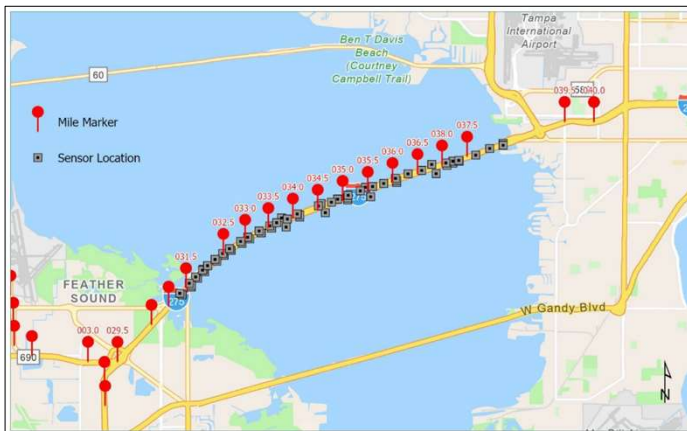 Tampa
International
Airport
Ben T Davis
Beach
(Courtney
Campbell Trail)
60
Mile Marker
Sensor Location
039.5
040.0
037.5
038.0
036.5
036.0
035.5
035.0
034.5
034.0
033.5
033.0
032.5
031.5
275
FEATHER
SOUND
275
W Gandy Blvd
003.0
029.5
690
N